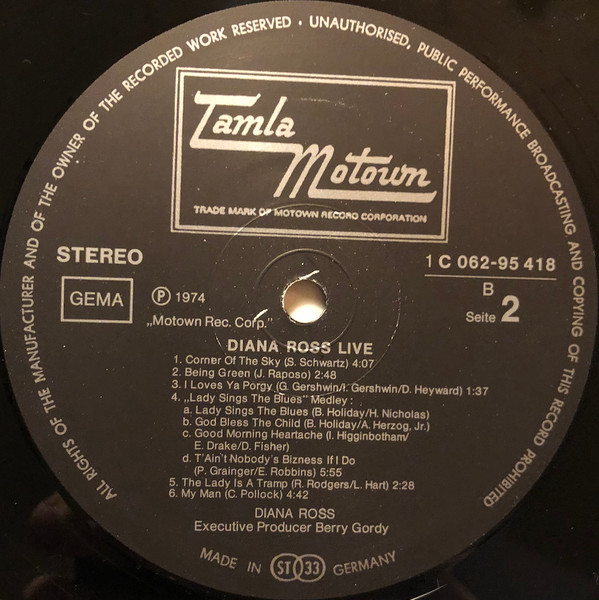 ALL RIGHTS OF THE MANUFACTURER AND OF THE OWNER OF THE RECORDED WORK RESERVED · UNAUTHORISED, PUBLIC PERFORMANCE BROADCASTING AND COPYING OF THIS RECORD PROHIBITED
Tamla
Motown
TRADE MARK OF MOTOWN RECORD CORPORATION
STEREO
1 C 062-95 418
GEMA
B
Seite 2
Ⓟ 1974
„Motown Rec. Corp."
DIANA ROSS LIVE
1. Corner Of The Sky (S. Schwartz) 4:07
2. Being Green (J. Raposo) 2:48
3. I Loves Ya Porgy (G. Gershwin/I. Gershwin/D. Heyward) 1:37
4. „Lady Sings The Blues" Medley:
a. Lady Sings The Blues (B. Holiday/H. Nicholas)
b. God Bless The Child (B. Holiday/A. Herzog, Jr.)
c. Good Morning Heartache (I. Higginbotham/
E. Drake/D. Fisher)
d. T'Ain't Nobody's Bizness If I Do
(P. Grainger/E. Robbins) 5:55
5. The Lady Is A Tramp (R. Rodgers/L. Hart) 2:28
6. My Man (C. Pollock) 4:42
DIANA ROSS
Executive Producer Berry Gordy
MADE IN ST 33 GERMANY